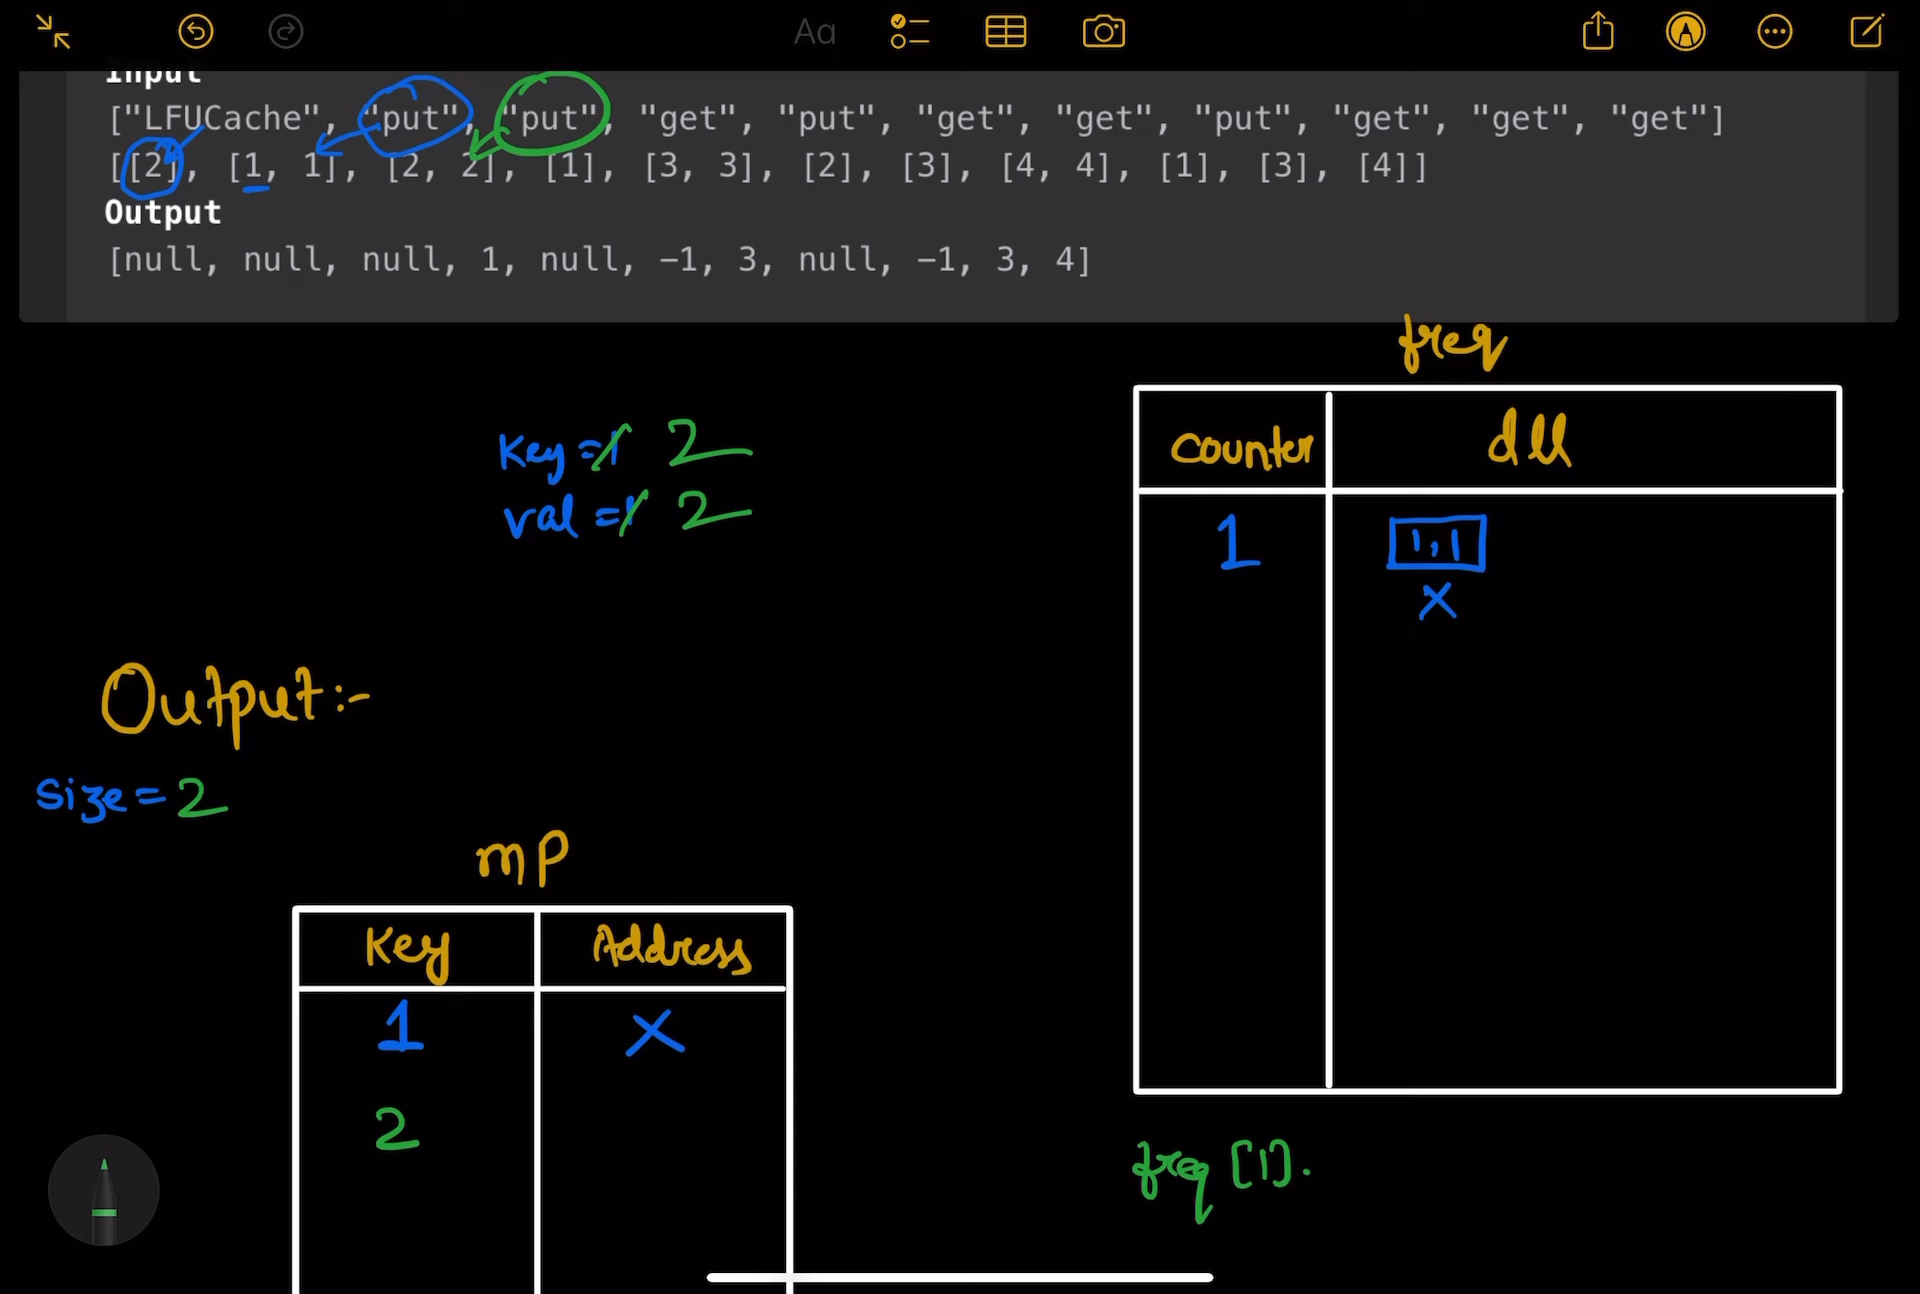 Aa
Input
["LFUCache", "put", "put", "get", "put", "get", "get", "put", "get", "get", "get"]
[[2], [1, 1], [2, 2], [1], [3, 3], [2], [3], [4, 4], [1], [3], [4]]
Output
[null, null, null, 1, null, −1, 3, null, −1, 3, 4]
freq
Counter dll
1 1,1
X
Key = 1 2
val = 1 2
Output :-
Size = 2
mp
Key Address
1 X
2
freq [1].